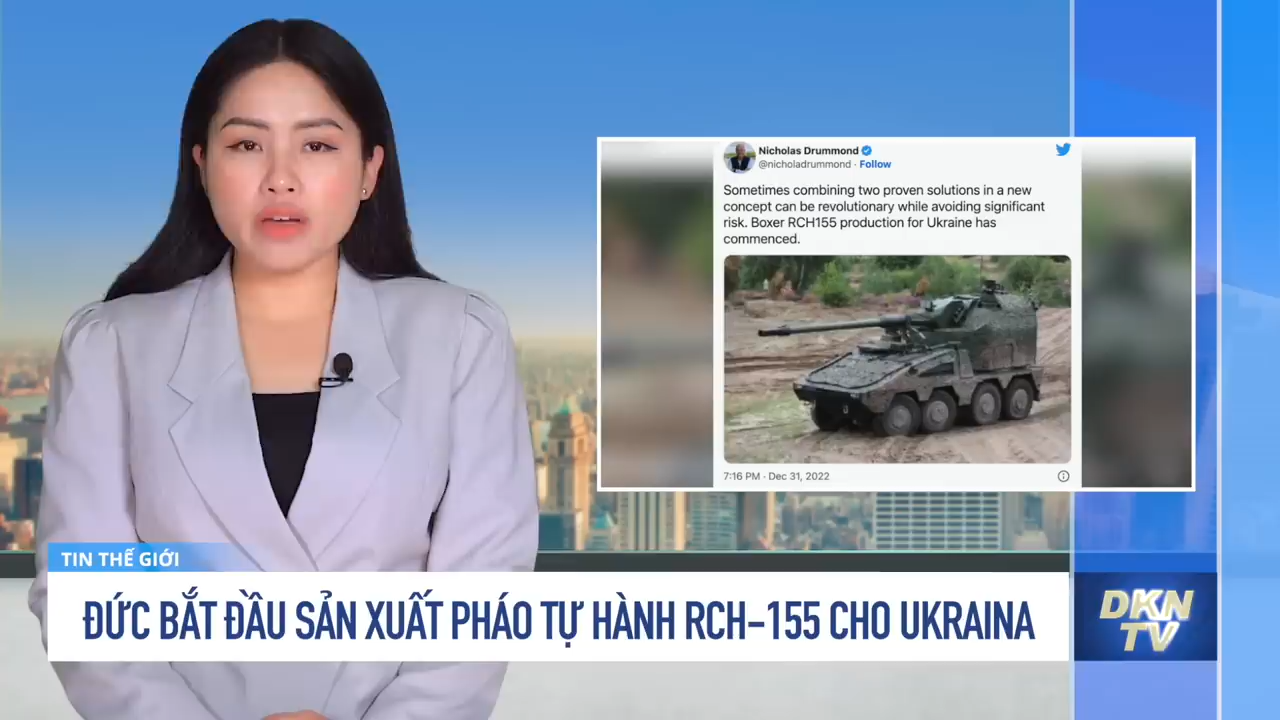 Nicholas Drummond
@nicholadrummond · Follow
Sometimes combining two proven solutions in a new
concept can be revolutionary while avoiding significant
risk. Boxer RCH155 production for Ukraine has
commenced.
7:16 PM · Dec 31, 2022
TIN THẾ GIỚI
ĐỨC BẮT ĐẦU SẢN XUẤT PHÁO TỰ HÀNH RCH-155 CHO UKRAINA
DKN
TV